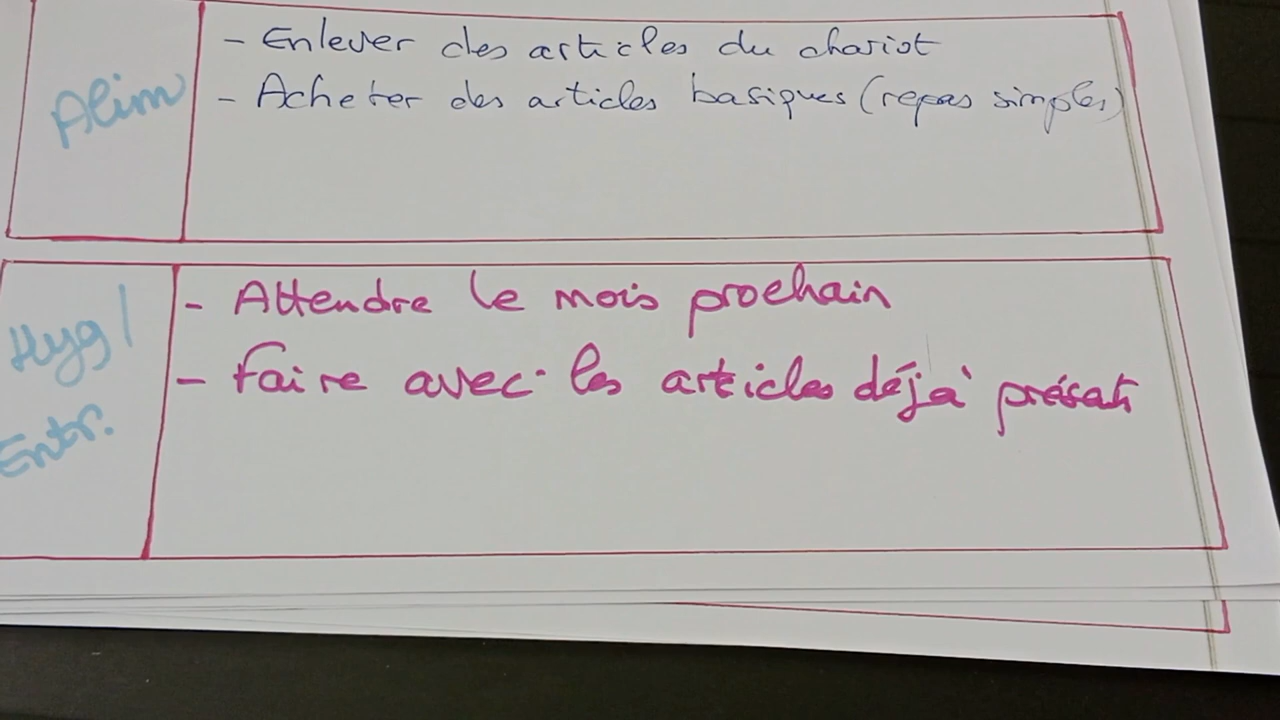 Alim
- Enlever des articles du chariot
- Acheter des articles basiques (repas simples)
Hyg/
Entr.
- Attendre le mois prochain
- Faire avec les articles déjà présents